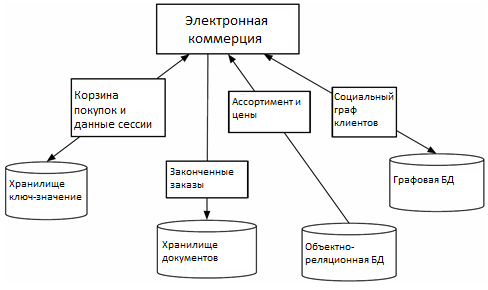 Электронная
коммерция
Корзина
покупок и
данные сессии
Ассортимент и
цены
Социальный
граф
клиентов
Законченные
заказы
Хранилище
ключ-значение
Графовая БД
Хранилище
документов
Объектно-
реляционная БД